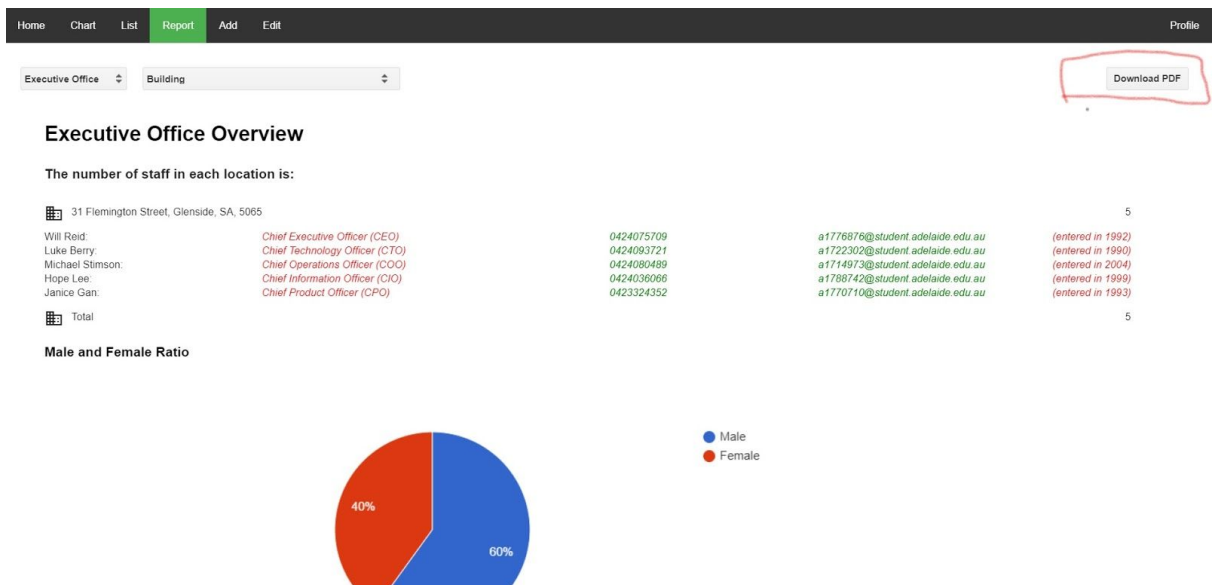 Home Chart List Report Add Edit Profile
Executive Office Building Download PDF
Executive Office Overview
The number of staff in each location is:
31 Flemington Street, Glenside, SA, 5065 5
Will Reid: Chief Executive Officer (CEO) 0424075709 a1776876@student.adelaide.edu.au (entered in 1992)
Luke Berry: Chief Technology Officer (CTO) 0424093721 a1722302@student.adelaide.edu.au (entered in 1990)
Michael Stimson: Chief Operations Officer (COO) 0424080489 a1714973@student.adelaide.edu.au (entered in 2004)
Hope Lee: Chief Information Officer (CIO) 0424036066 a1788742@student.adelaide.edu.au (entered in 1999)
Janice Gan: Chief Product Officer (CPO) 0423324352 a1770710@student.adelaide.edu.au (entered in 1993)
Total 5
Male and Female Ratio
Male
Female
40%
60%